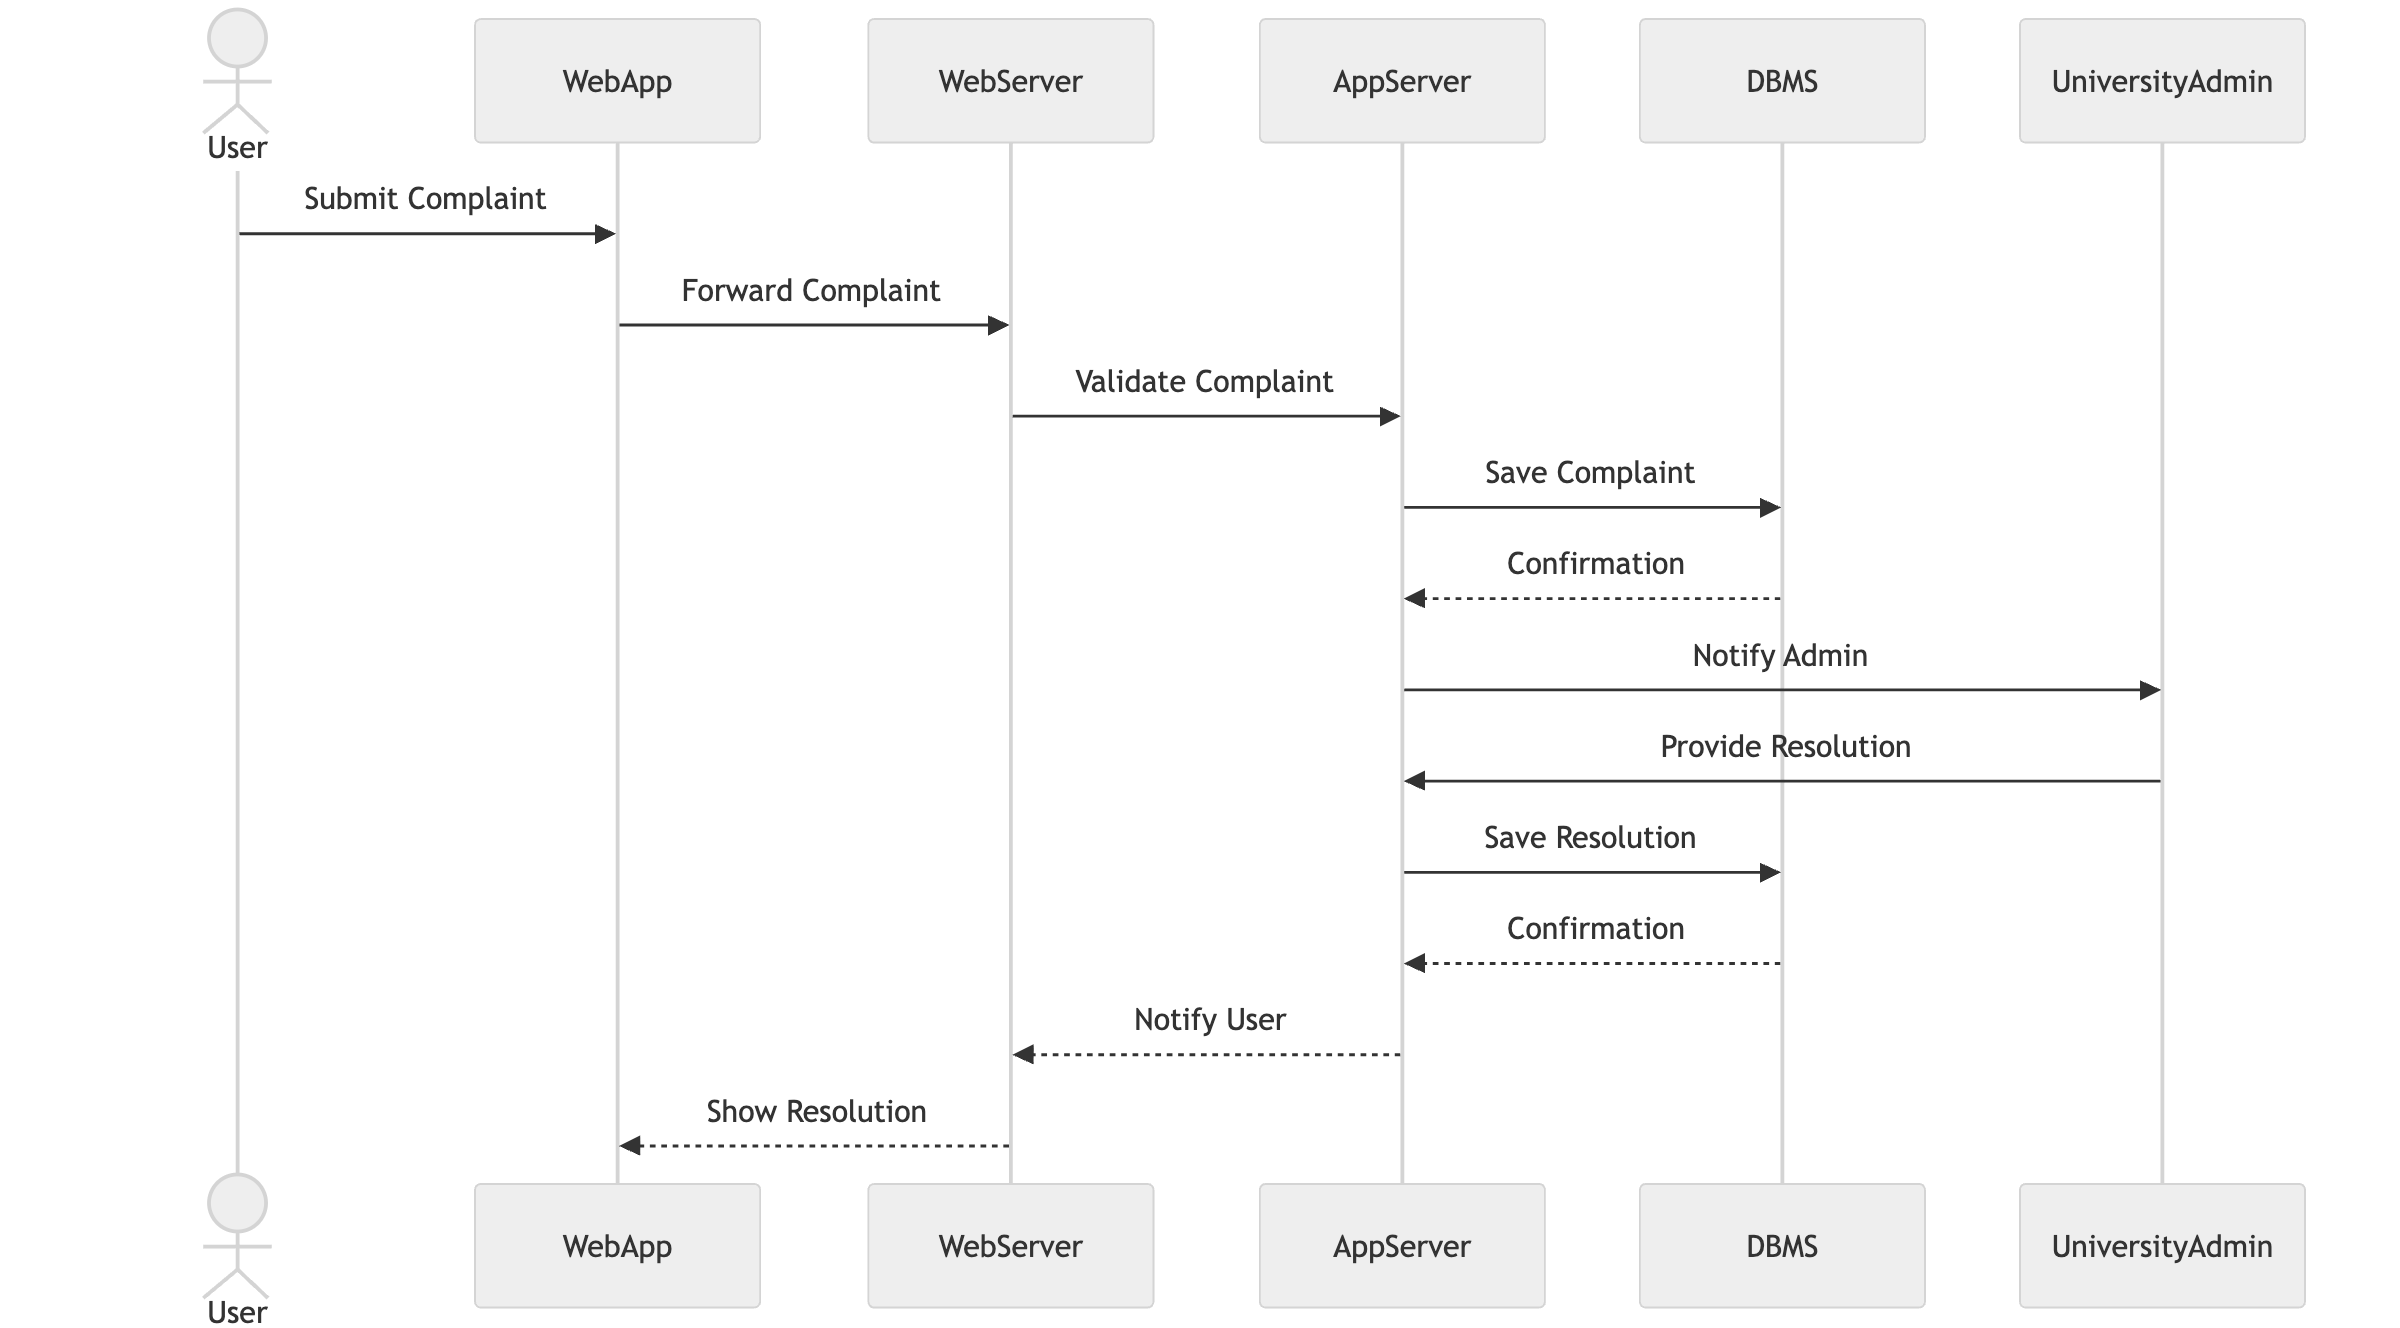 WebApp
WebServer
AppServer
DBMS
UniversityAdmin
User
Submit Complaint
Forward Complaint
Validate Complaint
Save Complaint
Confirmation
Notify Admin
Provide Resolution
Save Resolution
Confirmation
Notify User
Show Resolution
WebApp
WebServer
AppServer
DBMS
UniversityAdmin
User